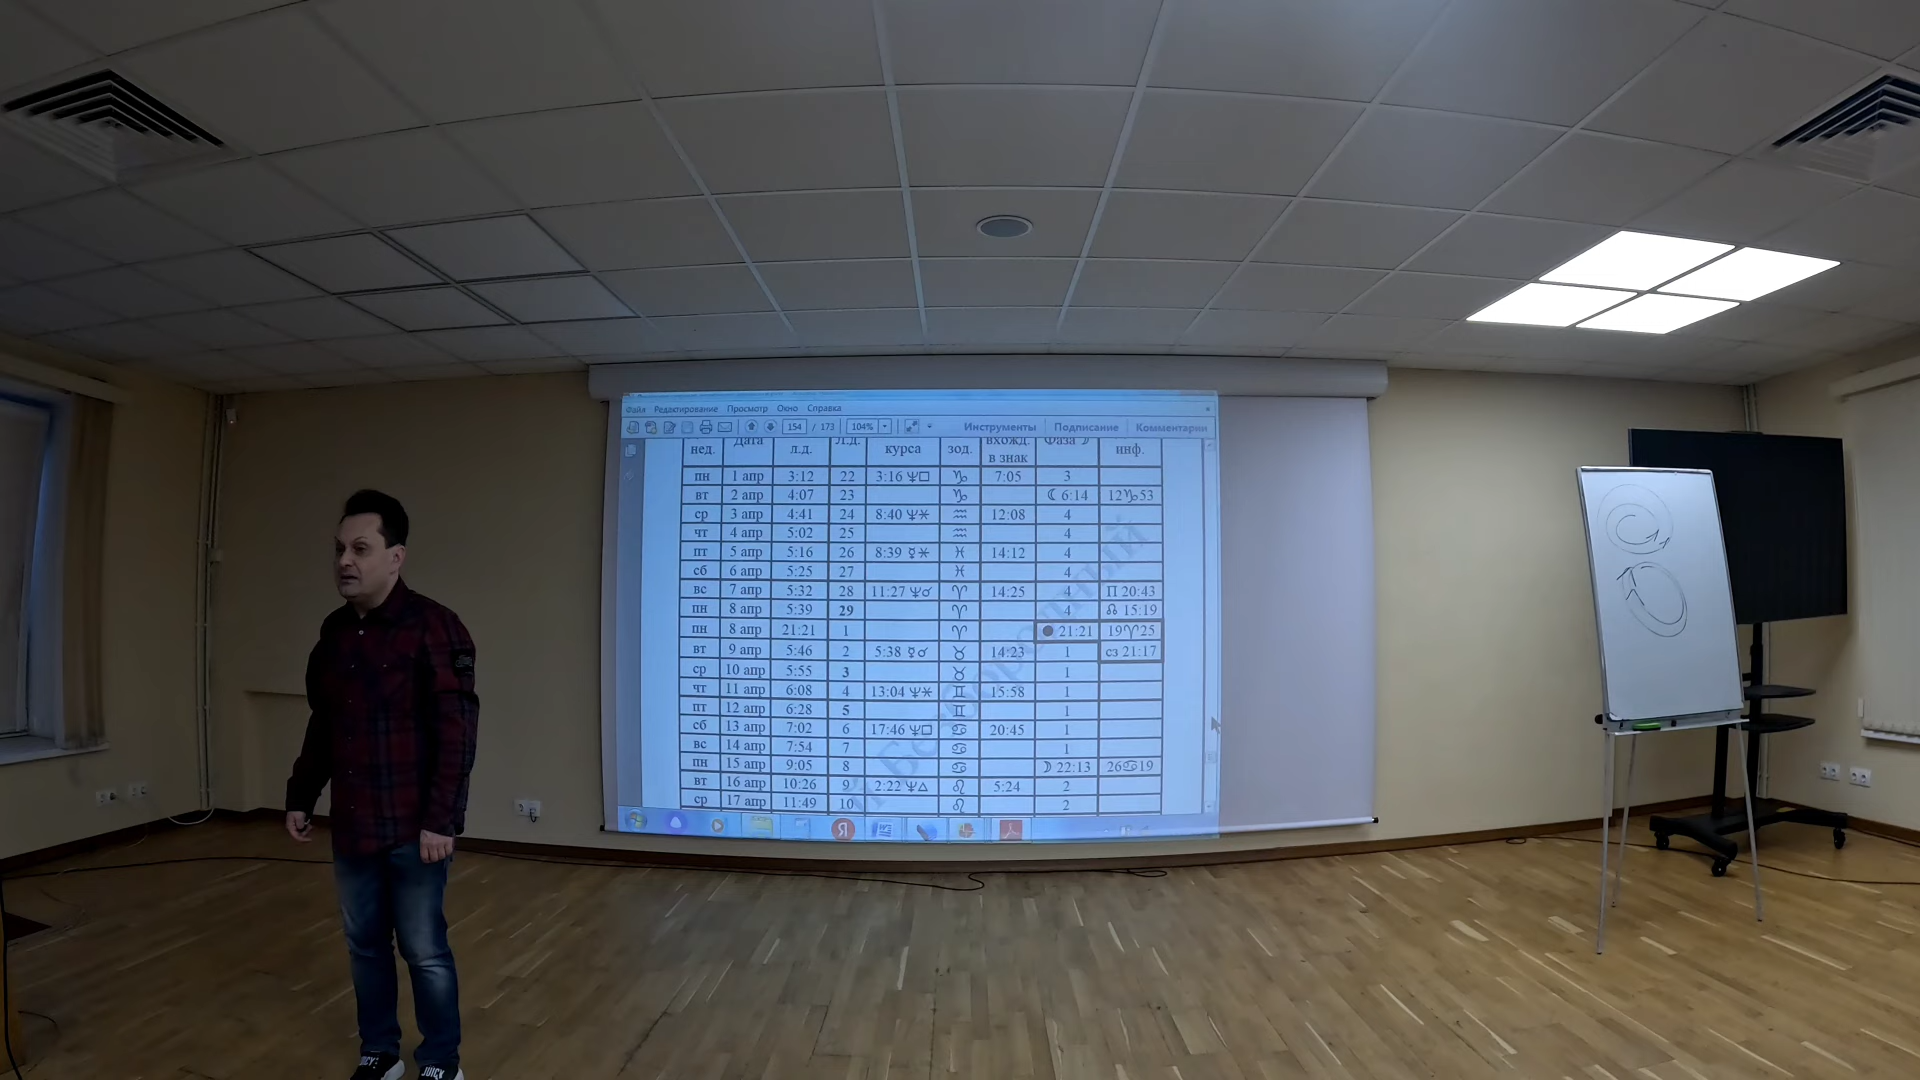 Файл Редактирование Просмотр Окно Справка
154 / 173 104% Инструменты Подписание Комментарии
нед. Дата л.д. Л.Д. курса зод. вхожд. в знак Фаза ☽ инф.
пн 1 апр 3:12 22 3:16 ♆□ ♑ 7:05 3
вт 2 апр 4:07 23 ♑ ☾ 6:14 12♑53
ср 3 апр 4:41 24 8:40 ♆⚹ ♒ 12:08 4
чт 4 апр 5:02 25 ♒ 4
пт 5 апр 5:16 26 8:39 ☿⚹ ♓ 14:12 4
сб 6 апр 5:25 27 ♓ 4
вс 7 апр 5:32 28 11:27 ♆☌ ♈ 14:25 4 П 20:43
пн 8 апр 5:39 29 ♈ 4 ☊ 15:19
пн 8 апр 21:21 1 ♈ ● 21:21 19♈25
вт 9 апр 5:46 2 5:38 ☿☌ ♉ 14:23 1 сз 21:17
ср 10 апр 5:55 3 ♉ 1
чт 11 апр 6:08 4 13:04 ♆⚹ ♊ 15:58 1
пт 12 апр 6:28 5 ♊ 1
сб 13 апр 7:02 6 17:46 ♆□ ♋ 20:45 1
вс 14 апр 7:54 7 ♋ 1
пн 15 апр 9:05 8 ♋ ☽ 22:13 26♋19
вт 16 апр 10:26 9 2:22 ♆△ ♌ 5:24 2
ср 17 апр 11:49 10 ♌ 2
Я
JUICY
JUICY